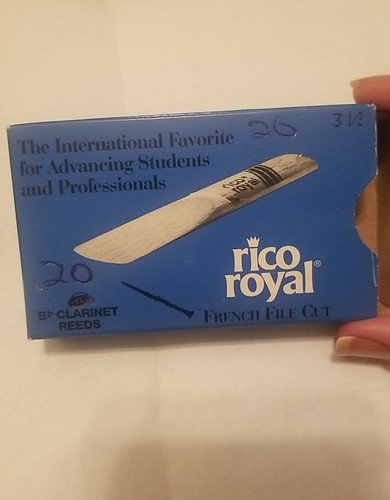 The International Favorite
for Advancing Students
and Professionals
26
3 1/2
rico
royal
rico
royal®
20
B♭ CLARINET
REEDS
FRENCH FILE CUT